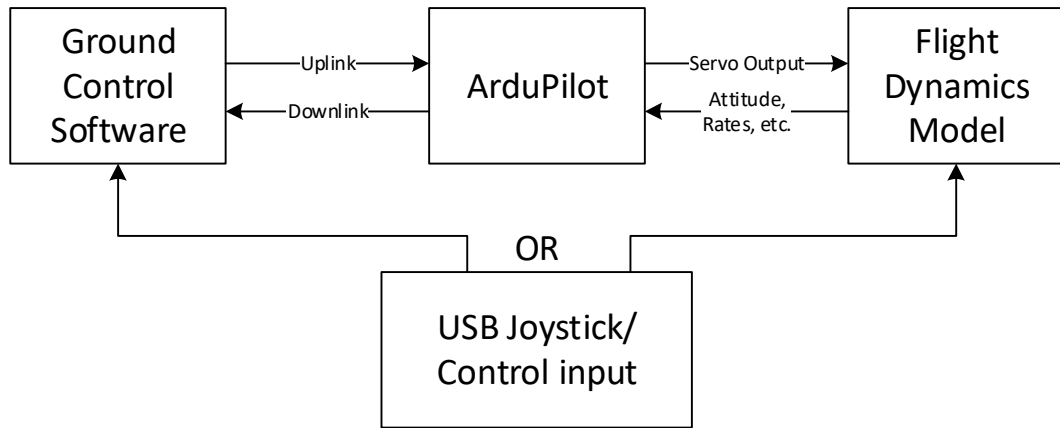 Ground
Control
Software
Uplink
Downlink
ArduPilot
Servo Output
Attitude,
Rates, etc.
Flight
Dynamics
Model
OR
USB Joystick/
Control input